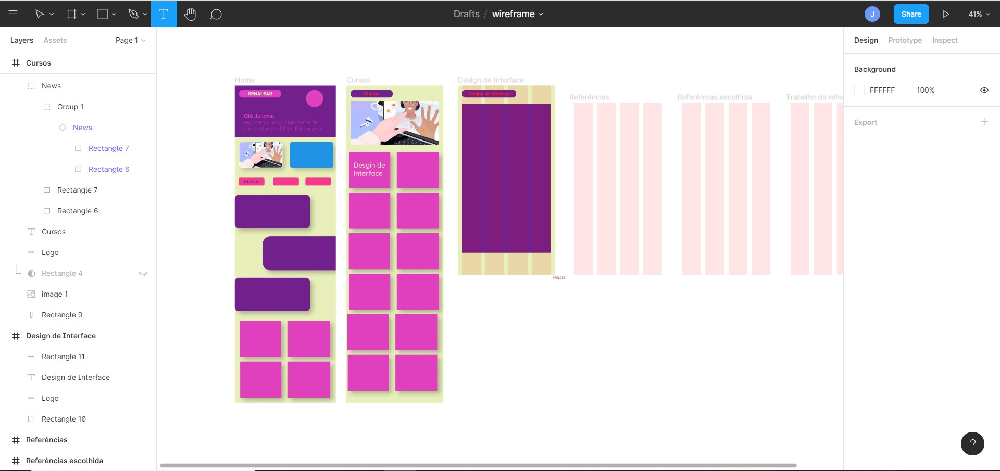 Drafts / wireframe
J
Share
41%
Layers
Assets
Page 1
Cursos
News
Group 1
News
Rectangle 7
Rectangle 6
Rectangle 7
Rectangle 6
Cursos
Logo
Rectangle 4
image 1
Rectangle 9
Design de Interface
Rectangle 11
Design de Interface
Logo
Rectangle 10
Referências
Referências escolhida
Home
SENAI EAD
Olá Juliane,
seja bem-vindo à plataforma de
cursos técnicos SENAI Educacional!
Cursos
Cursos
Cursos
Desgin de
Interface
Design de Interface
Design de Interface
#F0293E
Referências
Referências escolhida
Trabalho da refer
Design
Prototype
Inspect
Background
FFFFFF
100%
Export
?